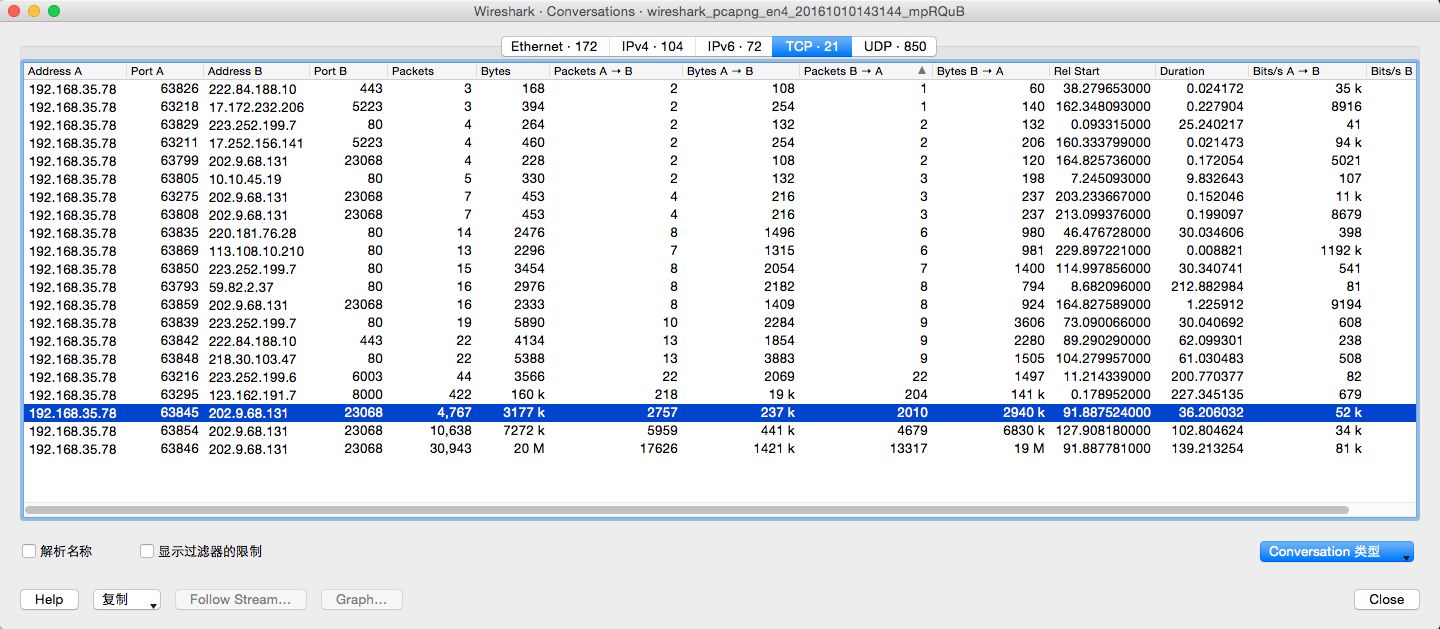 Wireshark · Conversations · wireshark_pcapng_en4_20161010143144_mpRQuB
Ethernet · 172 IPv4 · 104 IPv6 · 72 TCP · 21 UDP · 850
Address A Port A Address B Port B Packets Bytes Packets A → B Bytes A → B Packets B → A Bytes B → A Rel Start Duration Bits/s A → B Bits/s B
192.168.35.78 63826 222.84.188.10 443 3 168 2 108 1 60 38.279653000 0.024172 35 k
192.168.35.78 63218 17.172.232.206 5223 3 394 2 254 1 140 162.348093000 0.227904 8916
192.168.35.78 63829 223.252.199.7 80 4 264 2 132 2 132 0.093315000 25.240217 41
192.168.35.78 63211 17.252.156.141 5223 4 460 2 254 2 206 160.333799000 0.021473 94 k
192.168.35.78 63799 202.9.68.131 23068 4 228 2 108 2 120 164.825736000 0.172054 5021
192.168.35.78 63805 10.10.45.19 80 5 330 2 132 3 198 7.245093000 9.832643 107
192.168.35.78 63275 202.9.68.131 23068 7 453 4 216 3 237 203.233667000 0.152046 11 k
192.168.35.78 63808 202.9.68.131 23068 7 453 4 216 3 237 213.099376000 0.199097 8679
192.168.35.78 63835 220.181.76.28 80 14 2476 8 1496 6 980 46.476728000 30.034606 398
192.168.35.78 63869 113.108.10.210 80 13 2296 7 1315 6 981 229.897221000 0.008821 1192 k
192.168.35.78 63850 223.252.199.7 80 15 3454 8 2054 7 1400 114.997856000 30.340741 541
192.168.35.78 63793 59.82.2.37 80 16 2976 8 2182 8 794 8.682096000 212.882984 81
192.168.35.78 63859 202.9.68.131 23068 16 2333 8 1409 8 924 164.827589000 1.225912 9194
192.168.35.78 63839 223.252.199.7 80 19 5890 10 2284 9 3606 73.090066000 30.040692 608
192.168.35.78 63842 222.84.188.10 443 22 4134 13 1854 9 2280 89.290290000 62.099301 238
192.168.35.78 63848 218.30.103.47 80 22 5388 13 3883 9 1505 104.279957000 61.030483 508
192.168.35.78 63216 223.252.199.6 6003 44 3566 22 2069 22 1497 11.214339000 200.770377 82
192.168.35.78 63295 123.162.191.7 8000 422 160 k 218 19 k 204 141 k 0.178952000 227.345135 679
192.168.35.78 63845 202.9.68.131 23068 4,767 3177 k 2757 237 k 2010 2940 k 91.887524000 36.206032 52 k
192.168.35.78 63854 202.9.68.131 23068 10,638 7272 k 5959 441 k 4679 6830 k 127.908180000 102.804624 34 k
192.168.35.78 63846 202.9.68.131 23068 30,943 20 M 17626 1421 k 13317 19 M 91.887781000 139.213254 81 k
解析名称 显示过滤器的限制 Conversation 类型
Help 复制 Follow Stream... Graph... Close